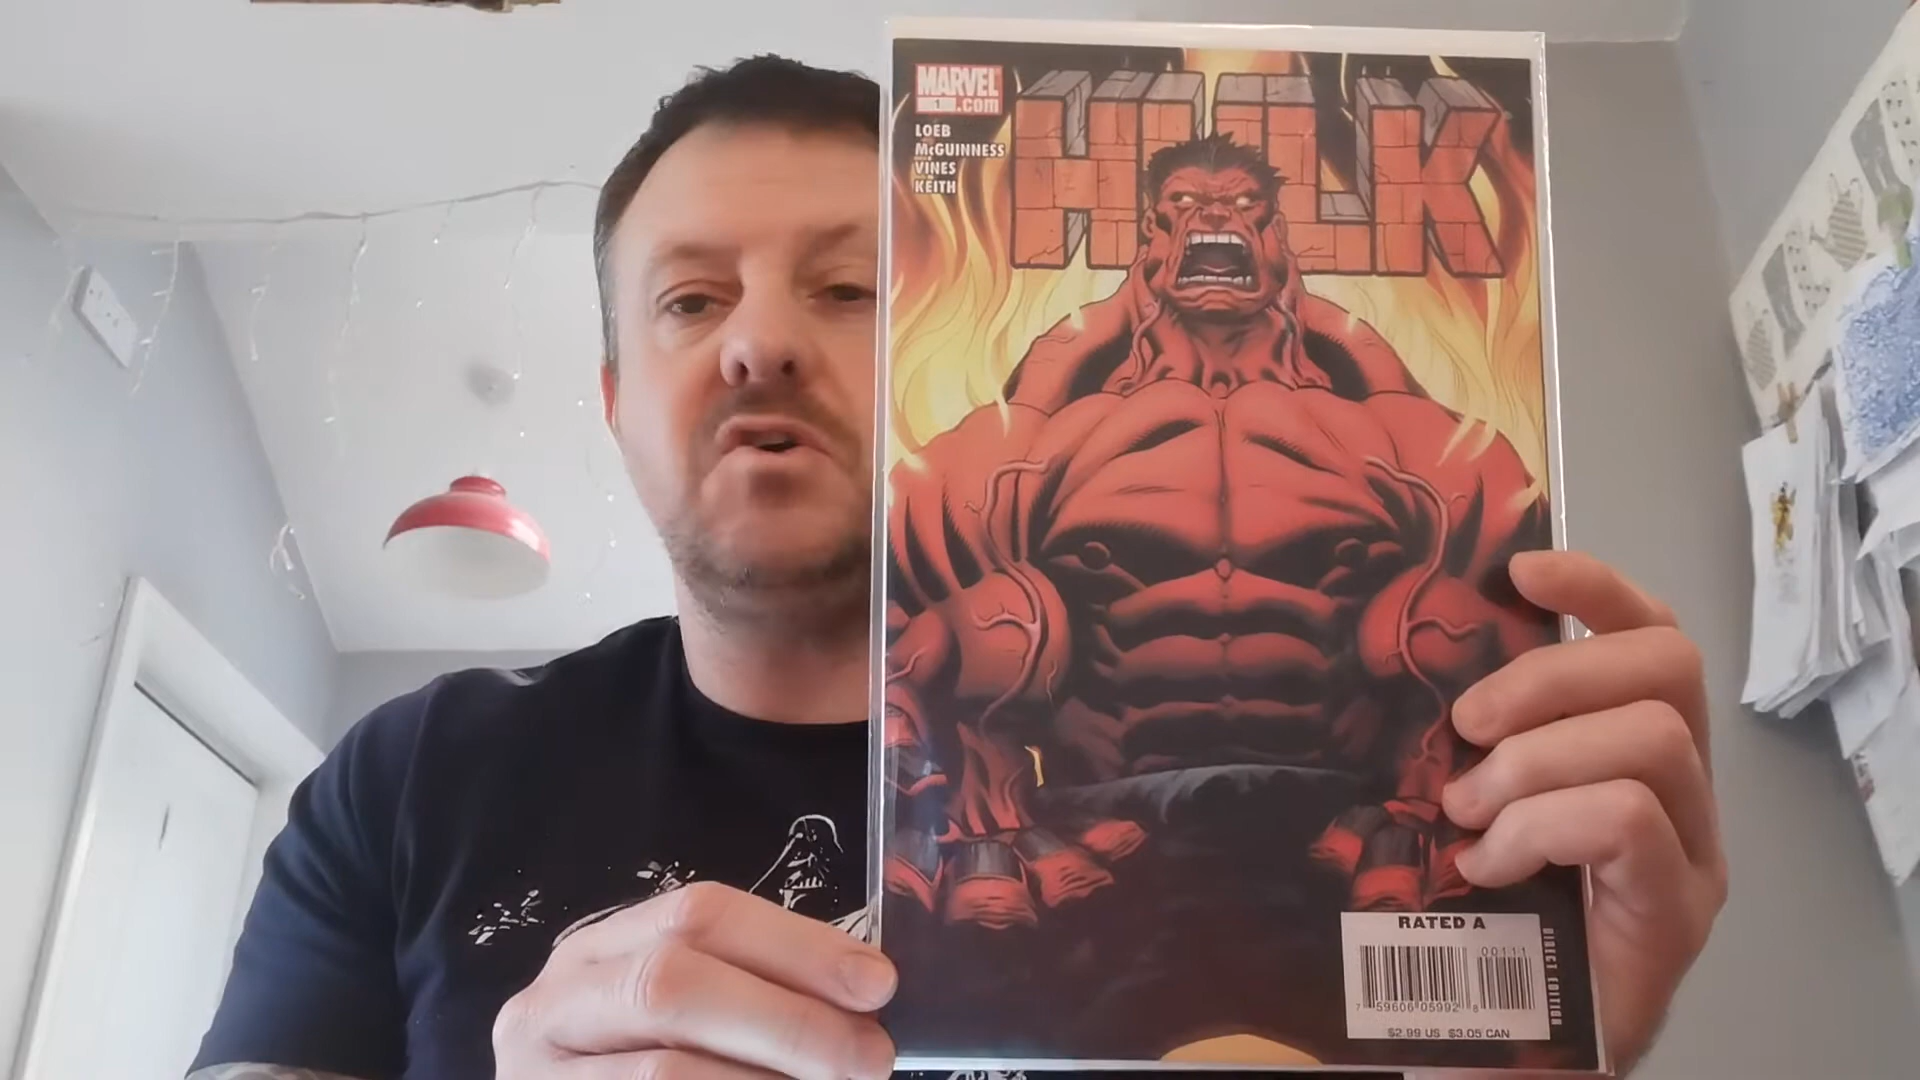 MARVEL
1 .com
LOEB
McGUINNESS
VINES
KEITH
HULK
RATED A
00111
7 59606 05992 8
$2.99 US $3.05 CAN
DIRECT EDITION